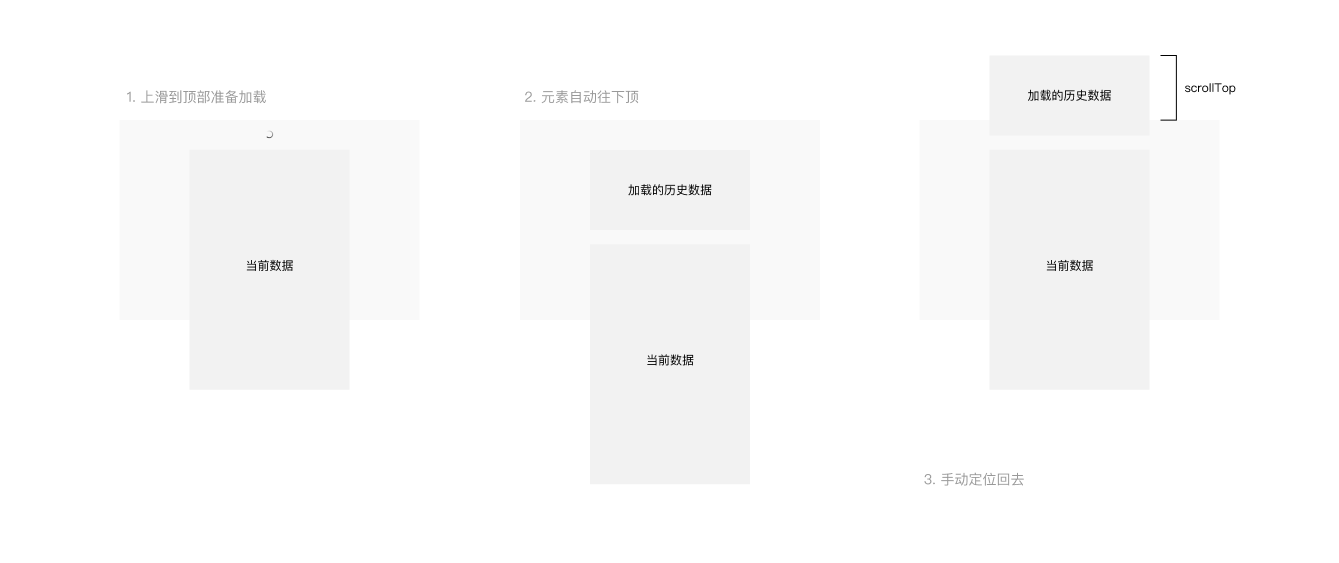 1. 上滑到顶部准备加载
当前数据
2. 元素自动往下顶
加载的历史数据
当前数据
加载的历史数据
scrollTop
当前数据
3. 手动定位回去